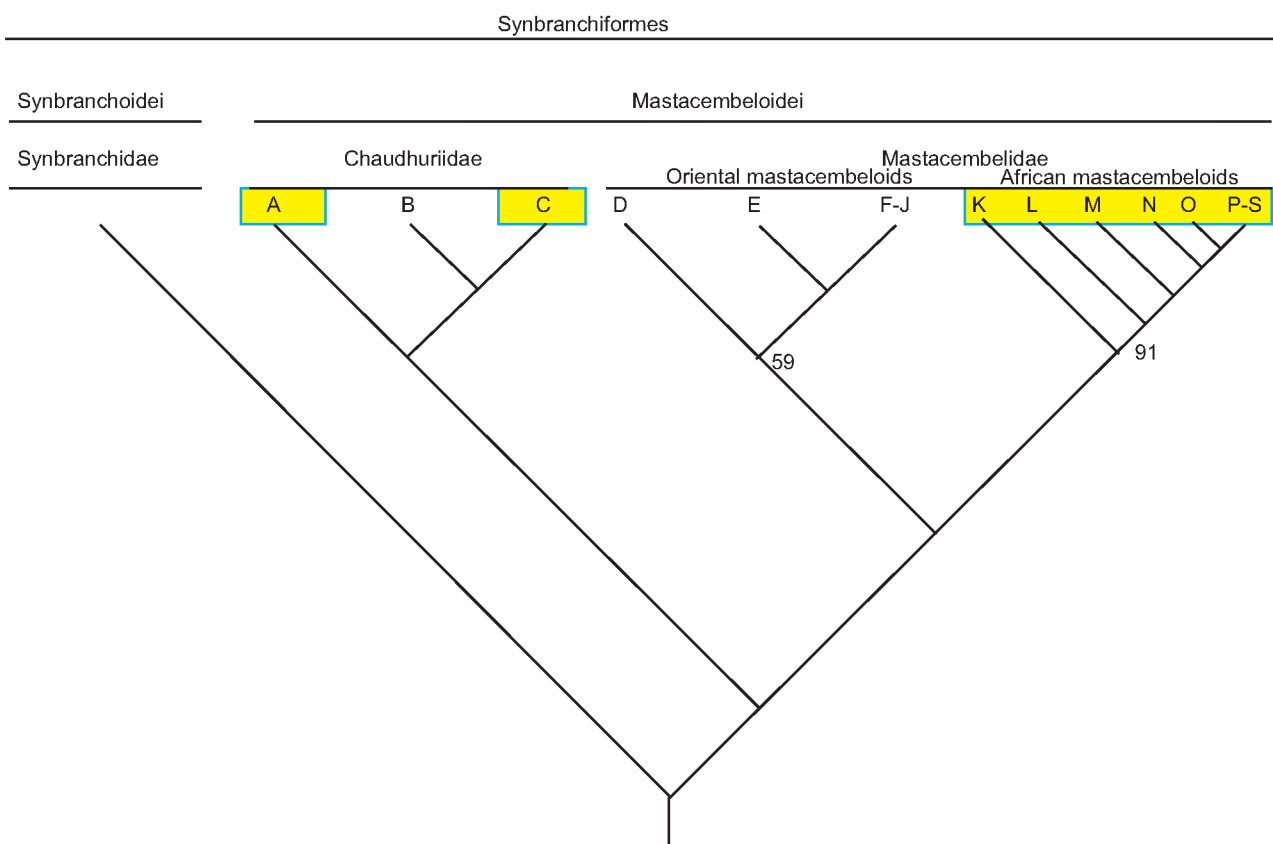 Synbranchiformes
Synbranchoidei Mastacembeloidei
Synbranchidae Chaudhuriidae Mastacembelidae
Oriental mastacembeloids African mastacembeloids
A B C D E F-J K L M N O P-S
59 91